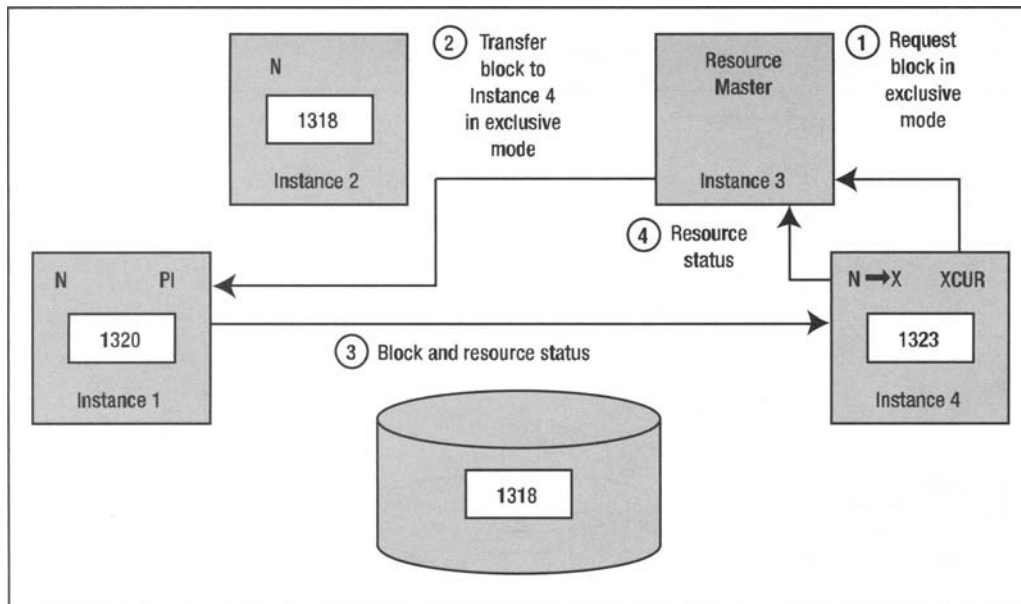 N
1318
Instance 2
2 Transfer
block to
Instance 4
in exclusive
mode
Resource
Master
Instance 3
1 Request
block in
exclusive
mode
4 Resource
status
N PI
1320
Instance 1
3 Block and resource status
N➞X XCUR
1323
Instance 4
1318